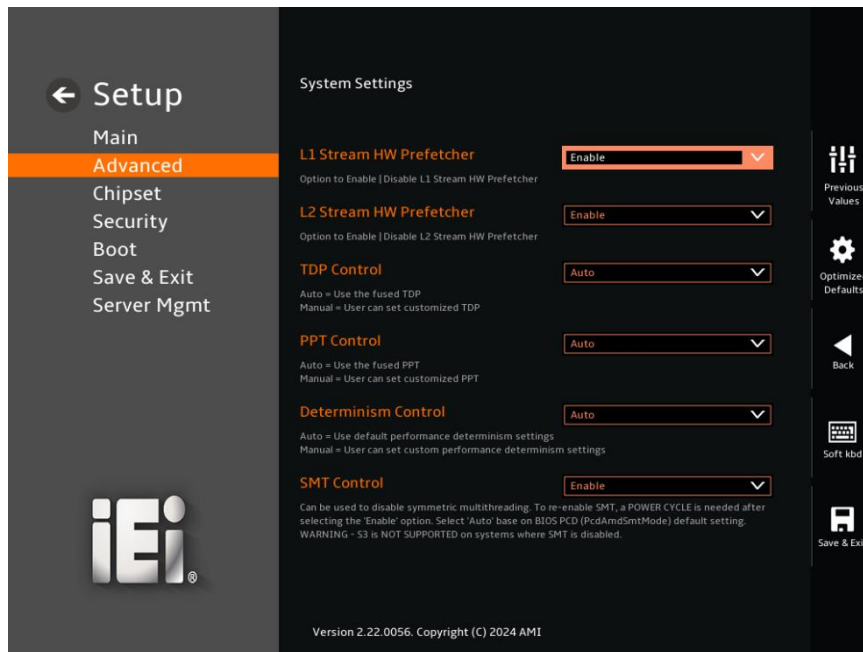 Setup
Main
Advanced
Chipset
Security
Boot
Save & Exit
Server Mgmt
iEi®
System Settings
L1 Stream HW Prefetcher
Enable
Option to Enable | Disable L1 Stream HW Prefetcher
L2 Stream HW Prefetcher
Enable
Option to Enable | Disable L2 Stream HW Prefetcher
TDP Control
Auto
Auto = Use the fused TDP
Manual = User can set customized TDP
PPT Control
Auto
Auto = Use the fused PPT
Manual = User can set customized PPT
Determinism Control
Auto
Auto = Use default performance determinism settings
Manual = User can set custom performance determinism settings
SMT Control
Enable
Can be used to disable symmetric multithreading. To re-enable SMT, a POWER CYCLE is needed after
selecting the 'Enable' option. Select 'Auto' base on BIOS PCD (PcdAmdSmtMode) default setting.
WARNING - S3 is NOT SUPPORTED on systems where SMT is disabled.
Version 2.22.0056. Copyright (C) 2024 AMI
Previous
Values
Optimize
Defaults
Back
Soft kbd
Save & Exi